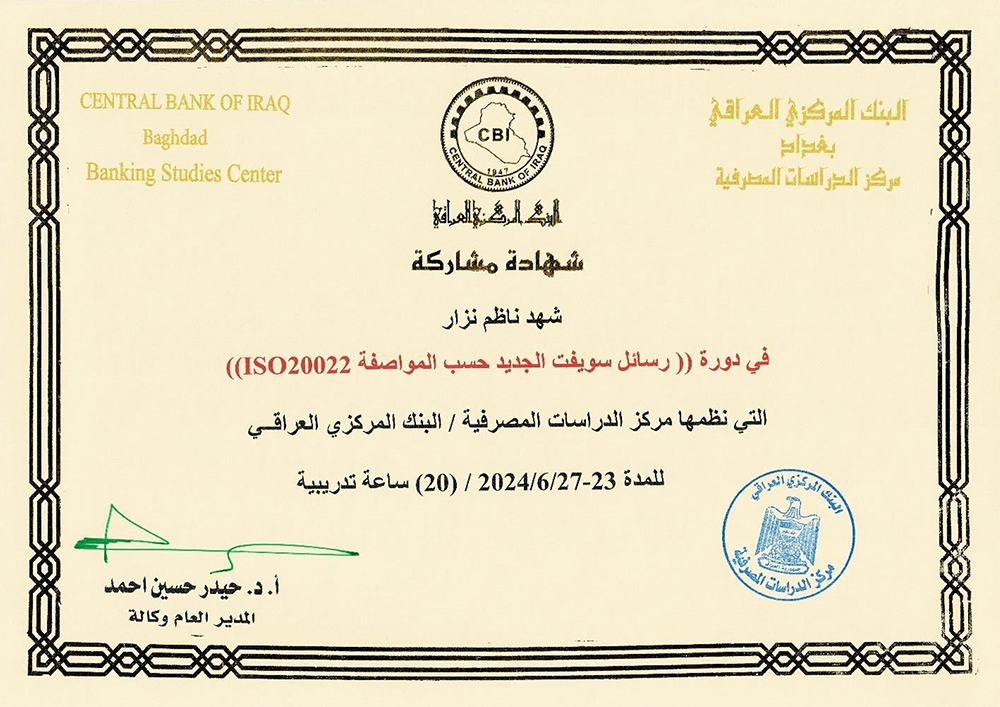 CENTRAL BANK OF IRAQ
Baghdad
Banking Studies Center
CBI
1947
CENTRAL BANK OF IRAQ
البنك المركزي العراقي
البنك المركزي العراقي
بغداد
مركز الدراسات المصرفية
شهادة مشاركة
شهد ناظم نزار
في دورة (( رسائل سويفت الجديد حسب المواصفة ISO20022))
التي نظمها مركز الدراسات المصرفية / البنك المركزي العراقي
للمدة 23-2024/6/27 / (20) ساعة تدريبية
البنك المركزي العراقي
مركز الدراسات المصرفية
أ. د. حيدر حسين احمد
المدير العام وكالة